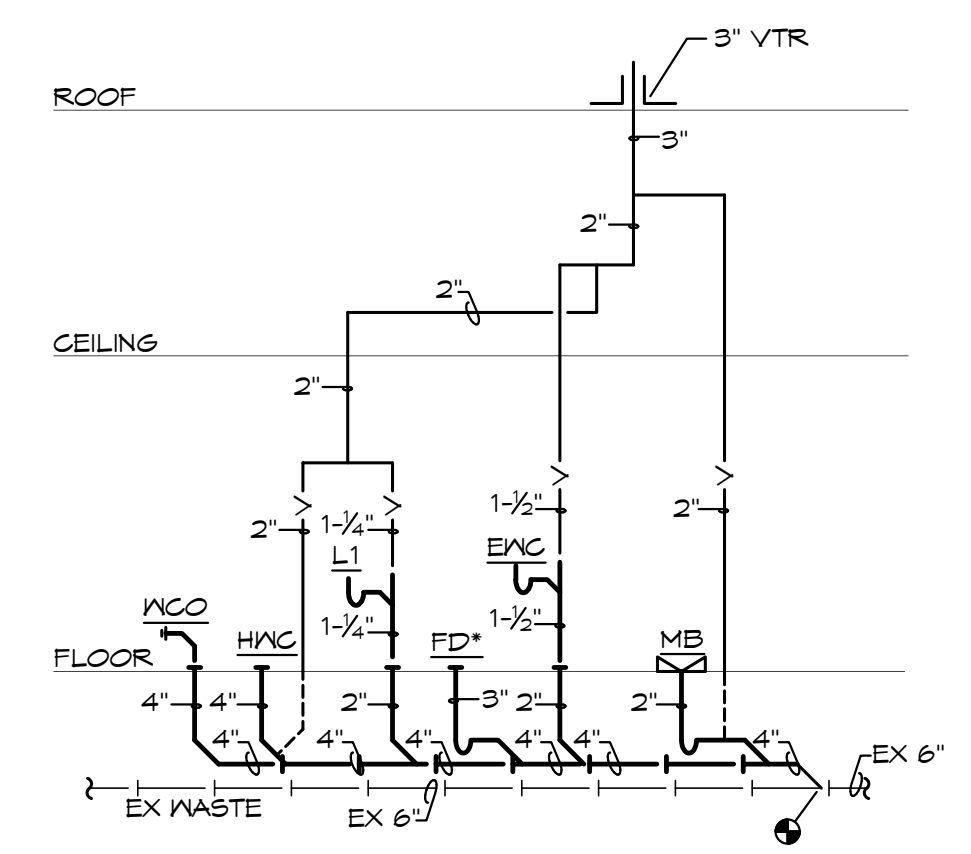 3" VTR
ROOF
3"
2"
2"
CEILING
2"
1-1/2"
2" 1-1/4" 2"
L1 EWC
WCO 1-1/4" 1-1/2"
HWC FD* MB
FLOOR
4" 4" 2" 3" 2" 2"
4" 4" 4" 4" 4" 4"
EX 6"
EX WASTE
EX 6"